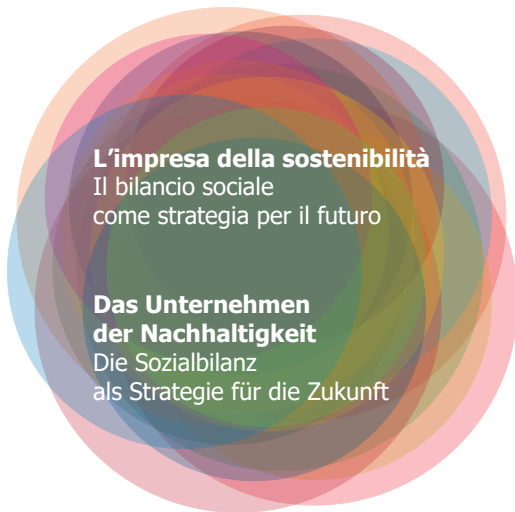 L'impresa della sostenibilità
Il bilancio sociale
come strategia per il futuro
Das Unternehmen
der Nachhaltigkeit
Die Sozialbilanz
als Strategie für die Zukunft